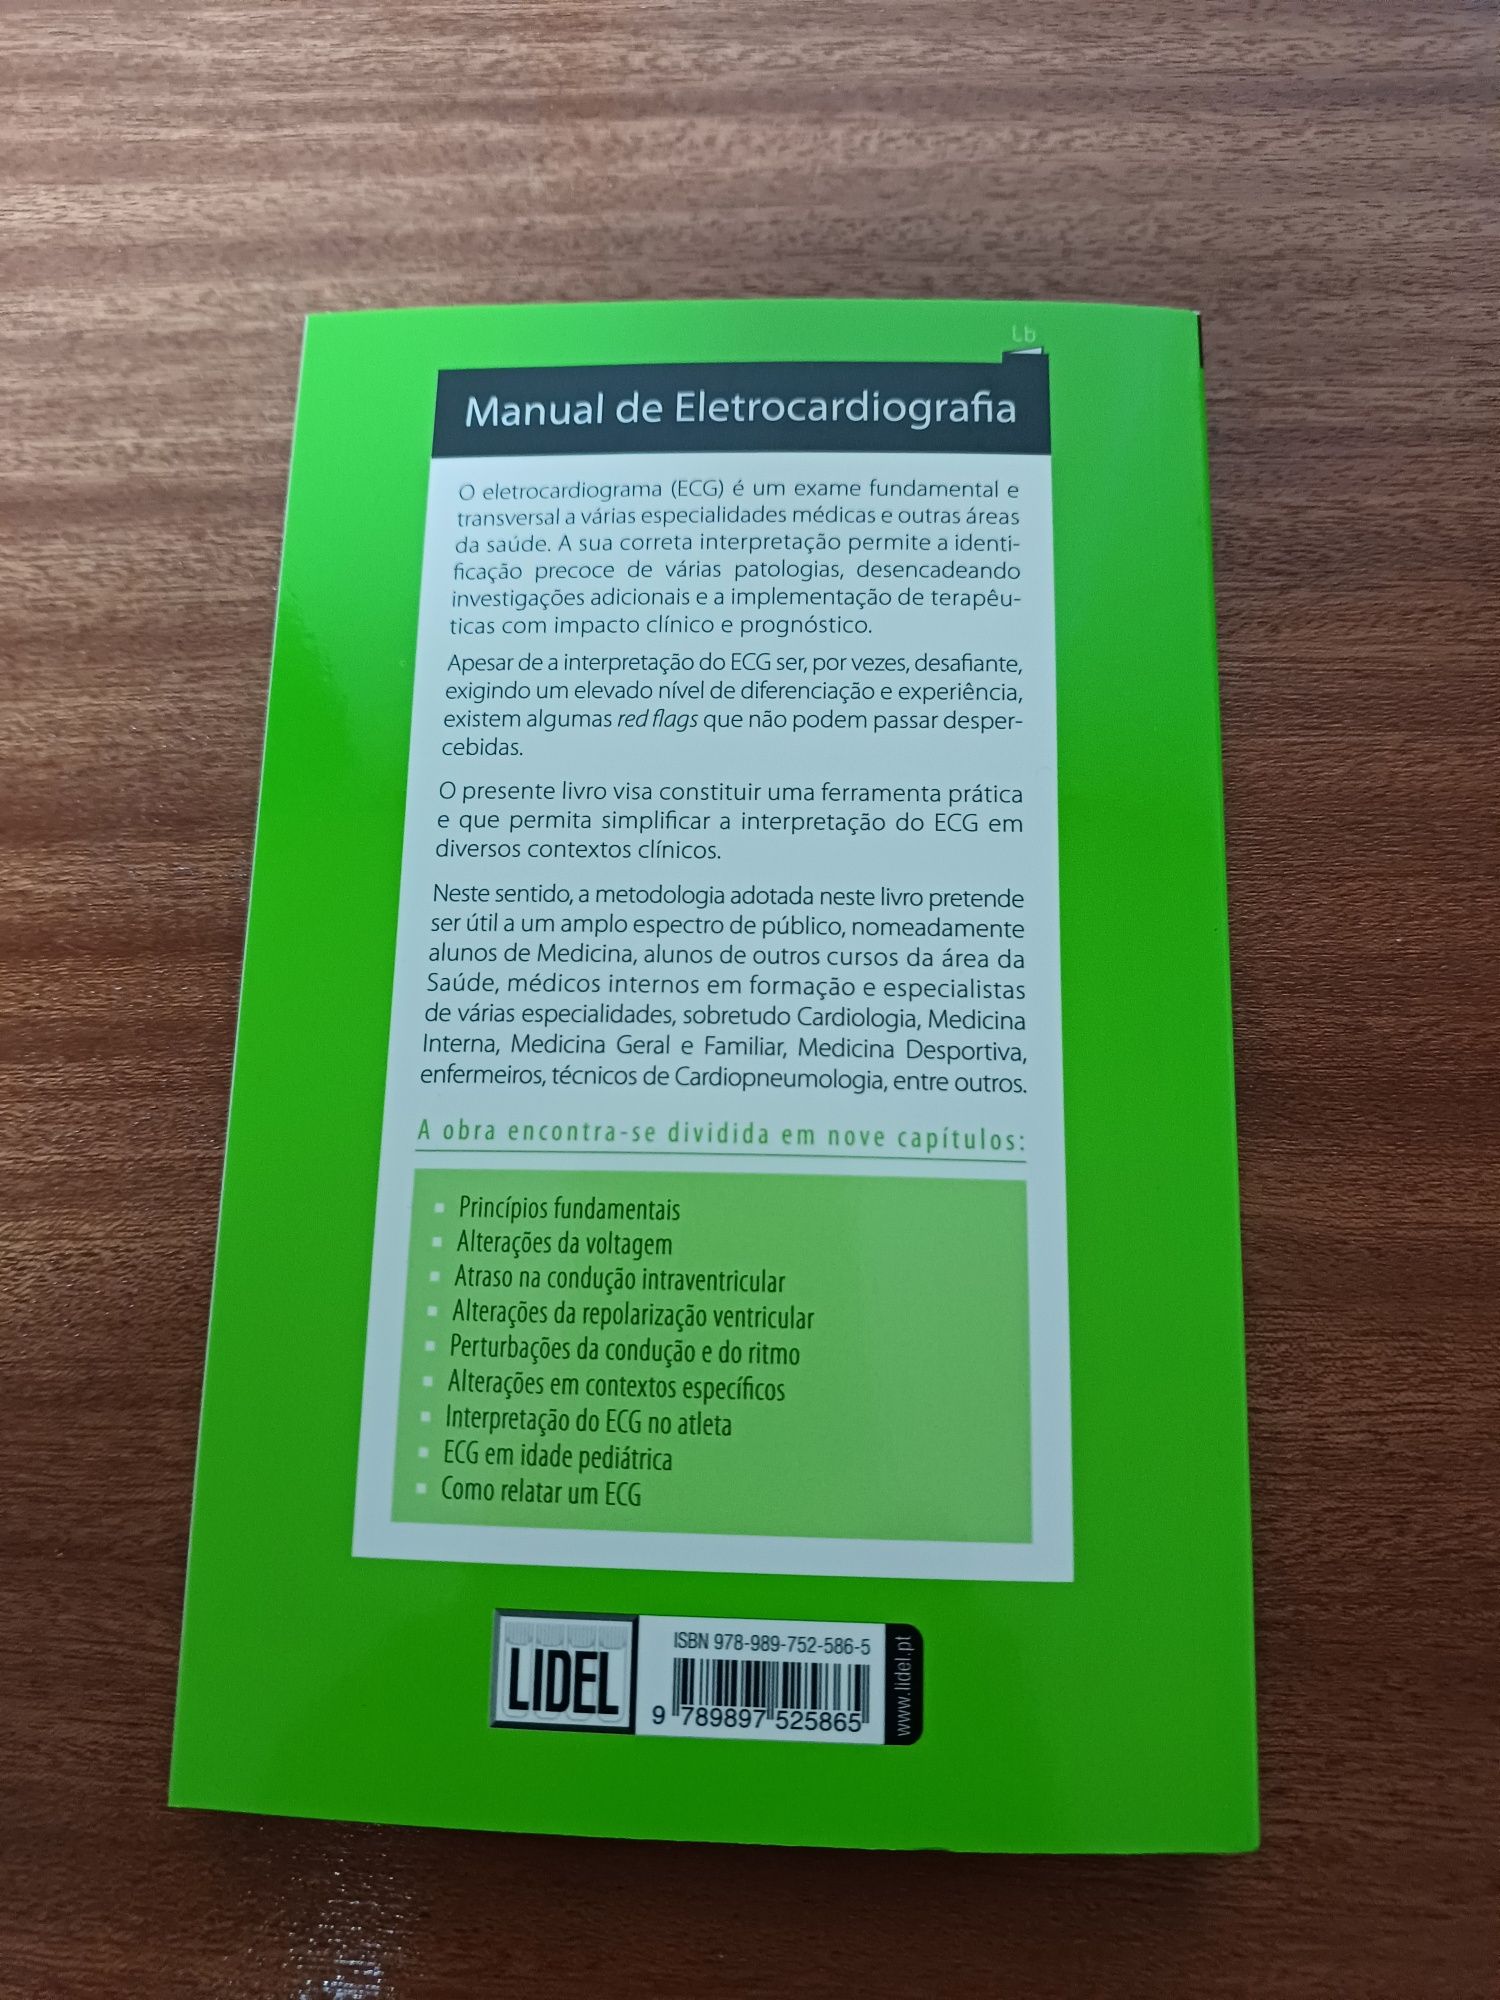 Manual de Eletrocardiografia
O eletrocardiograma (ECG) é um exame fundamental e
transversal a várias especialidades médicas e outras áreas
da saúde. A sua correta interpretação permite a identi-
ficação precoce de várias patologias, desencadeando
investigações adicionais e a implementação de terapêu-
ticas com impacto clínico e prognóstico.
Apesar de a interpretação do ECG ser, por vezes, desafiante,
exigindo um elevado nível de diferenciação e experiência,
existem algumas red flags que não podem passar desper-
cebidas.
O presente livro visa constituir uma ferramenta prática
e que permita simplificar a interpretação do ECG em
diversos contextos clínicos.
Neste sentido, a metodologia adotada neste livro pretende
ser útil a um amplo espectro de público, nomeadamente
alunos de Medicina, alunos de outros cursos da área da
Saúde, médicos internos em formação e especialistas
de várias especialidades, sobretudo Cardiologia, Medicina
Interna, Medicina Geral e Familiar, Medicina Desportiva,
enfermeiros, técnicos de Cardiopneumologia, entre outros.
A obra encontra-se dividida em nove capítulos:
▪ Princípios fundamentais
▪ Alterações da voltagem
▪ Atraso na condução intraventricular
▪ Alterações da repolarização ventricular
▪ Perturbações da condução e do ritmo
▪ Alterações em contextos específicos
▪ Interpretação do ECG no atleta
▪ ECG em idade pediátrica
▪ Como relatar um ECG
LIDEL
ISBN 978-989-752-586-5
9 789897 525865
www.lidel.pt